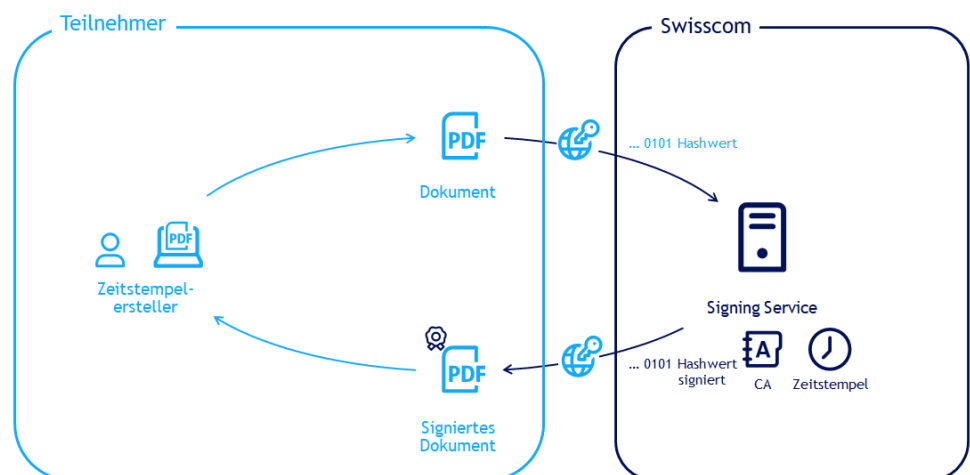 Teilnehmer
Swisscom
PDF
... 0101 Hashwert
Dokument
PDF
Zeitstempel-
ersteller
Signing Service
PDF
... 0101 Hashwert
signiert
A
CA
Zeitstempel
Signiertes
Dokument